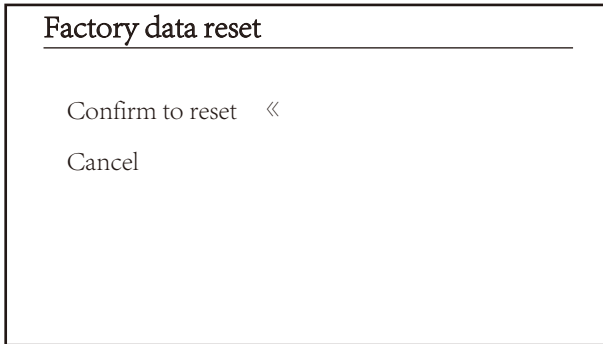 Factory data reset
Confirm to reset 《
Cancel